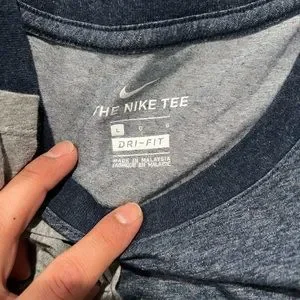 THE NIKE TEE
L
DRI-FIT
MADE IN MALAYSIA
FABRIQUÉ EN MALAISIE